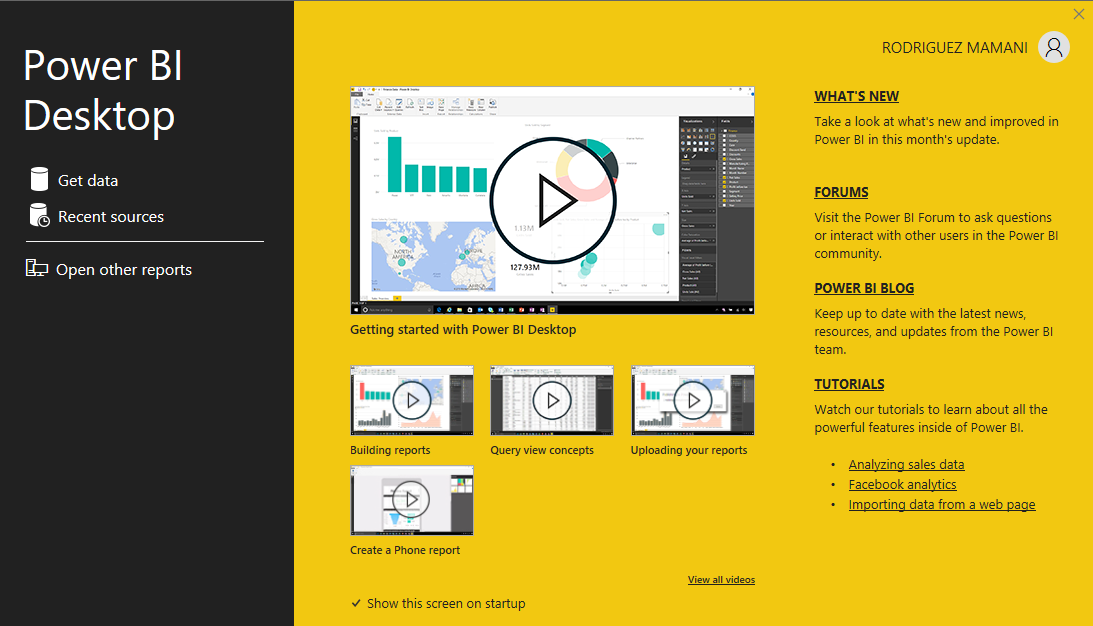 Power BI
Desktop
Get data
Recent sources
Open other reports
RODRIGUEZ MAMANI
1.13M
127.93M
NORTH
AMERICA
Getting started with Power BI Desktop
Building reports
Query view concepts
Uploading your reports
Create a Phone report
View all videos
Show this screen on startup
WHAT'S NEW
Take a look at what's new and improved in
Power BI in this month's update.
FORUMS
Visit the Power BI Forum to ask questions
or interact with other users in the Power BI
community.
POWER BI BLOG
Keep up to date with the latest news,
resources, and updates from the Power BI
team.
TUTORIALS
Watch our tutorials to learn about all the
powerful features inside of Power BI.
• Analyzing sales data
• Facebook analytics
• Importing data from a web page